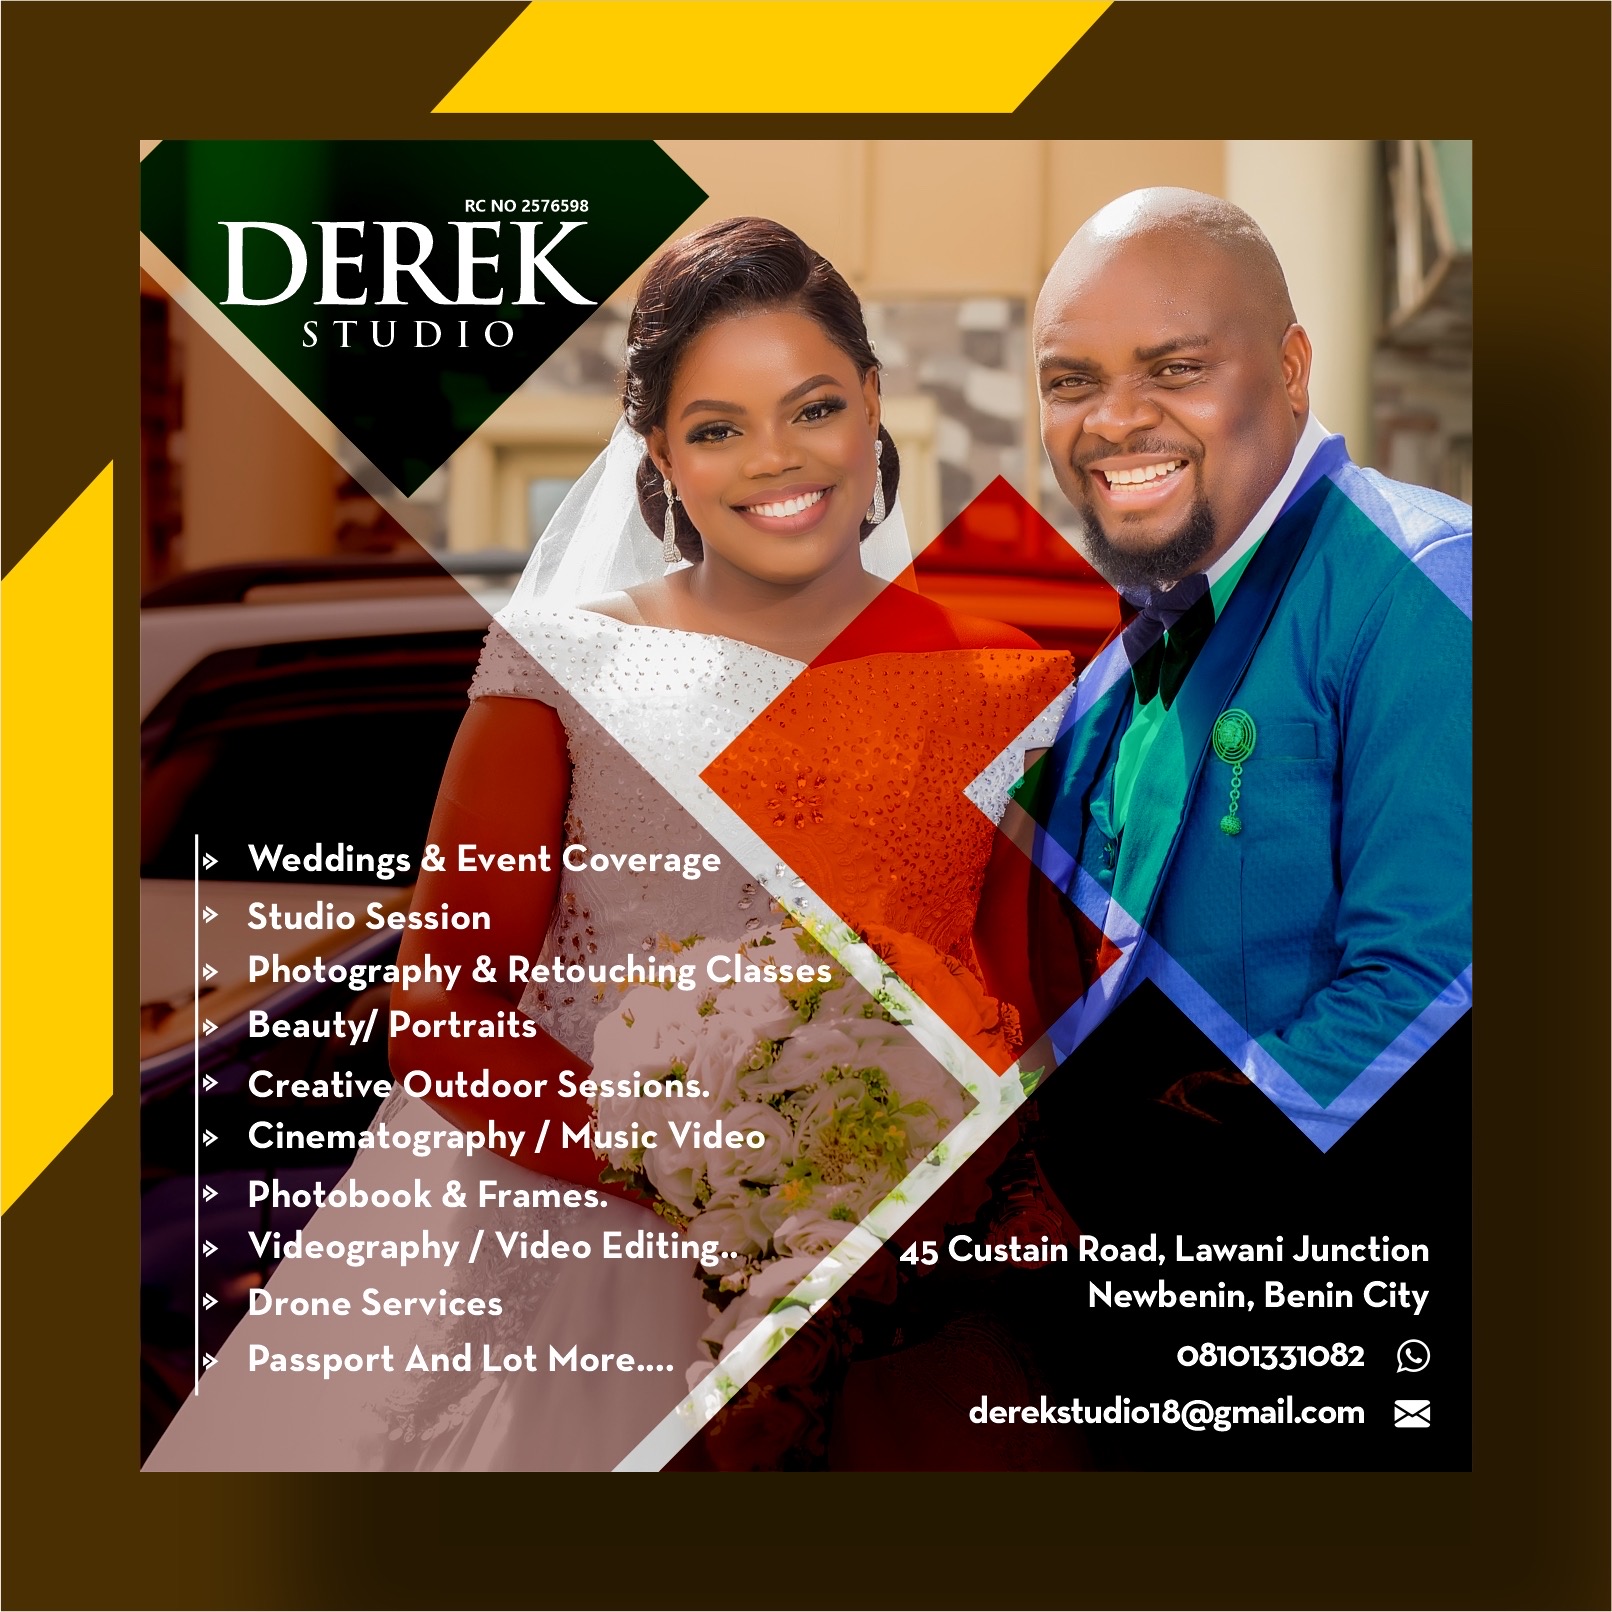 RC NO 2576598
DEREK
STUDIO
Weddings & Event Coverage
Studio Session
Photography & Retouching Classes
Beauty/ Portraits
Creative Outdoor Sessions.
Cinematography / Music Video
Photobook & Frames.
Videography / Video Editing..
Drone Services
Passport And Lot More....
45 Custain Road, Lawani Junction
Newbenin, Benin City
08101331082
derekstudio18@gmail.com